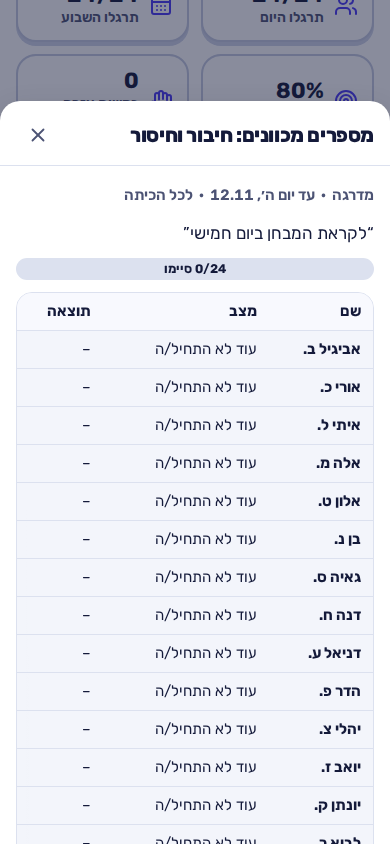 תרגלו היום
תרגלו השבוע
80%
0
מספרים מכוונים: חיבור וחיסור
מדרגה • עד יום ה׳, 12.11 • לכל הכיתה
"לקראת המבחן ביום חמישי"
0/24 סיימו
שם מצב תוצאה
אביגיל ב. עוד לא התחיל/ה –
אורי כ. עוד לא התחיל/ה –
איתי ל. עוד לא התחיל/ה –
אלה מ. עוד לא התחיל/ה –
אלון ט. עוד לא התחיל/ה –
בן נ. עוד לא התחיל/ה –
גאיה ס. עוד לא התחיל/ה –
דנה ח. עוד לא התחיל/ה –
דניאל ע. עוד לא התחיל/ה –
הדר פ. עוד לא התחיל/ה –
יהלי צ. עוד לא התחיל/ה –
יואב ז. עוד לא התחיל/ה –
יונתן ק. עוד לא התחיל/ה –
עוד לא התחיל/ה –